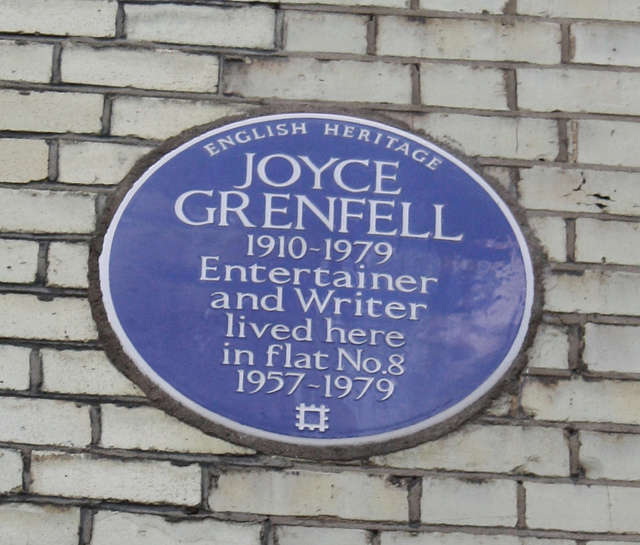 ENGLISH HERITAGE
JOYCE
GRENFELL
1910-1979
Entertainer
and Writer
lived here
in flat No.8
1957-1979